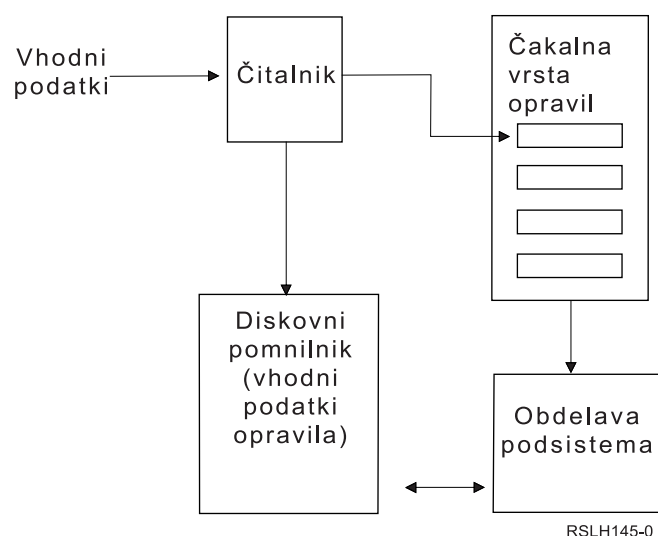 Vhodni
podatki
Čitalnik
Čakalna
vrsta
opravil
Diskovni
pomnilnik
(vhodni
podatki
opravila)
Obdelava
podsistema
RSLH145-0